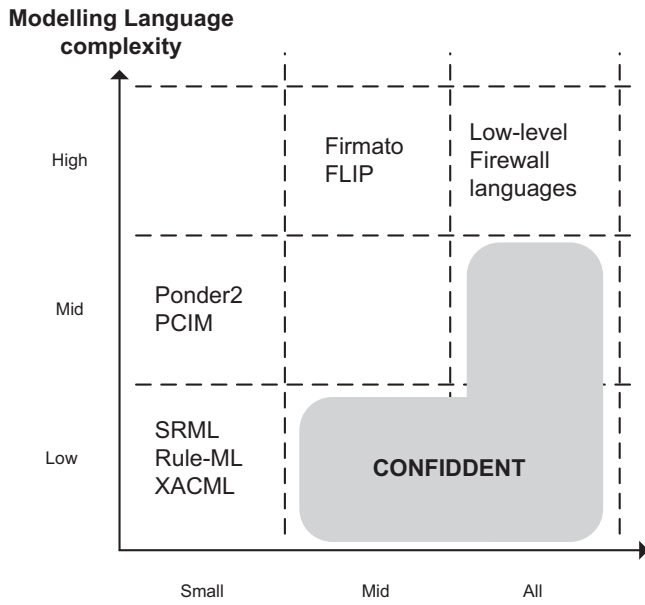 Modelling Language
complexity
High
Firmato
FLIP
Low-level
Firewall
languages
Mid
Ponder2
PCIM
Low
SRML
Rule-ML
XACML
CONFIDDENT
Small
Mid
All